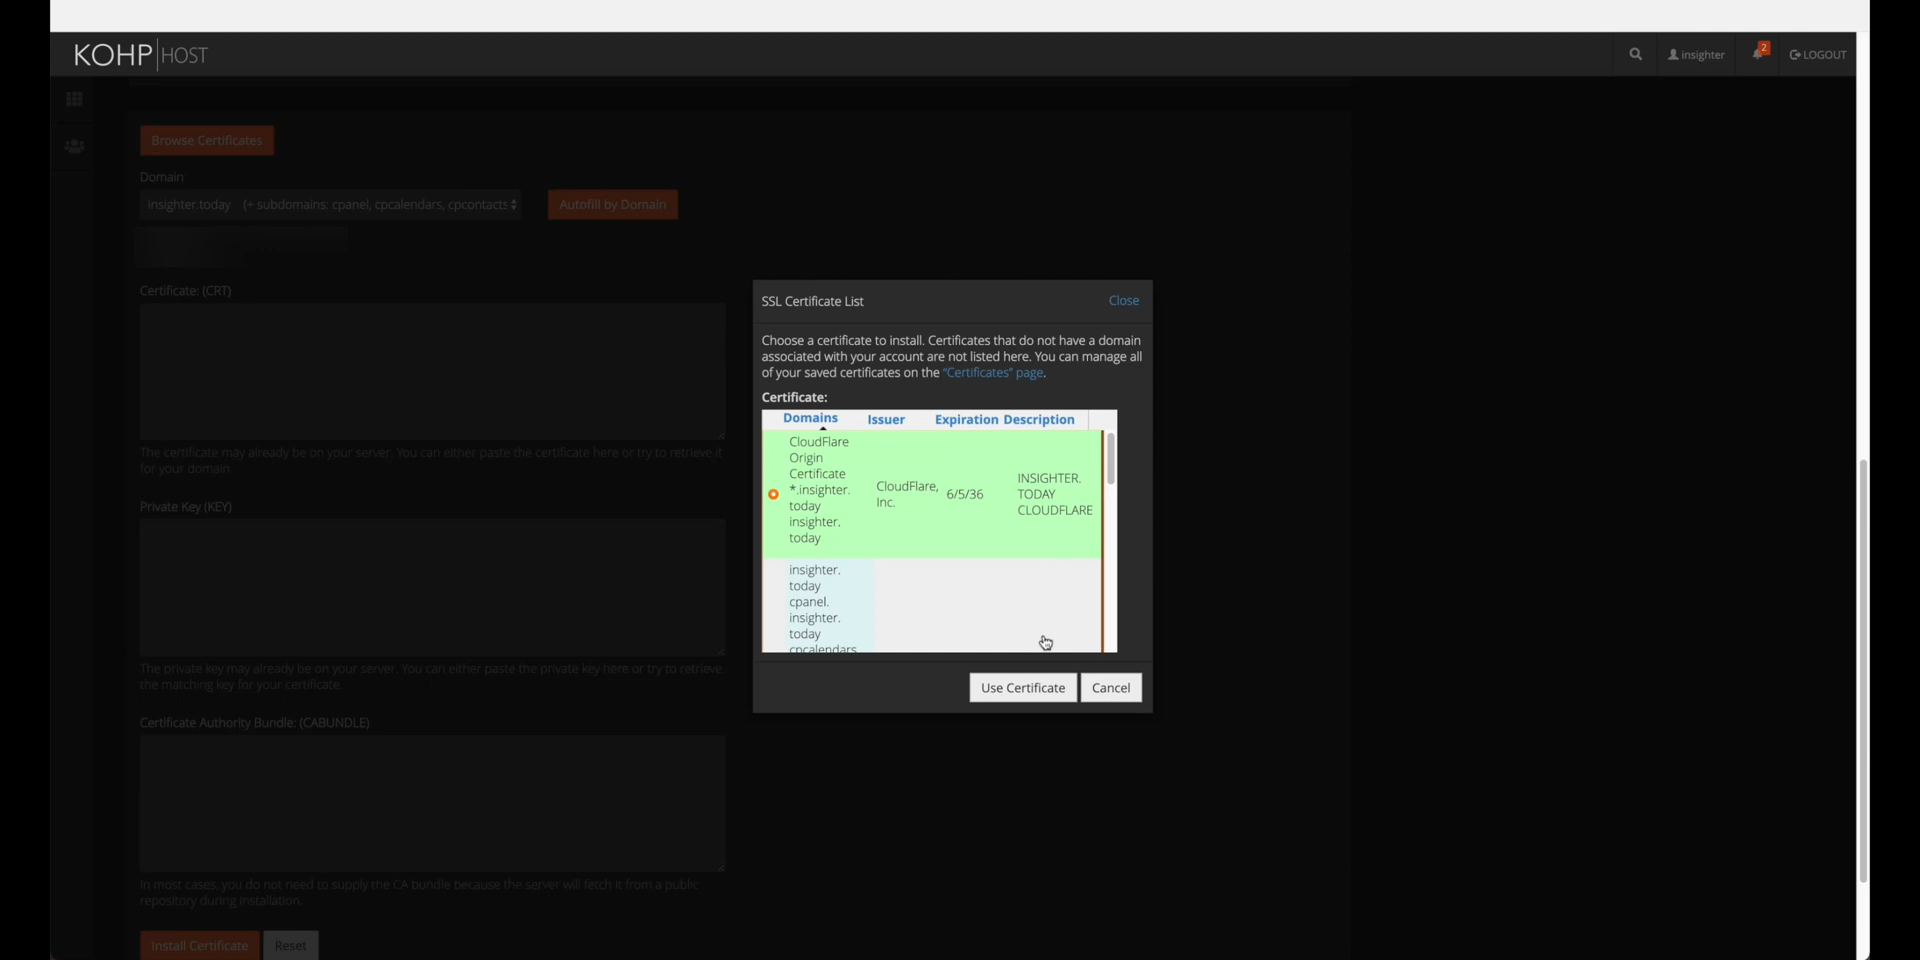 KOHP|HOST
insighter
2
LOGOUT
Browse Certificates
Domain
insighter.today (+ subdomains: cpanel, cpcalendars, cpcontacts
Autofill by Domain
Certificate: (CRT)
The certificate may already be on your server. You can either paste the certificate here or try to retrieve it
for your domain.
Private Key (KEY)
The private key may already be on your server. You can either paste the private key here or try to retrieve
the matching key for your certificate.
Certificate Authority Bundle: (CABUNDLE)
In most cases, you do not need to supply the CA bundle because the server will fetch it from a public
repository during installation.
Install Certificate
Reset
SSL Certificate List
Close
Choose a certificate to install. Certificates that do not have a domain
associated with your account are not listed here. You can manage all
of your saved certificates on the “Certificates” page.
Certificate:
Domains Issuer Expiration Description
CloudFlare
Origin
Certificate
*.insighter.
today
insighter.
today
CloudFlare,
Inc.
6/5/36
INSIGHTER.
TODAY
CLOUDFLARE
insighter.
today
cpanel.
insighter.
today
cpcalendars
Use Certificate
Cancel